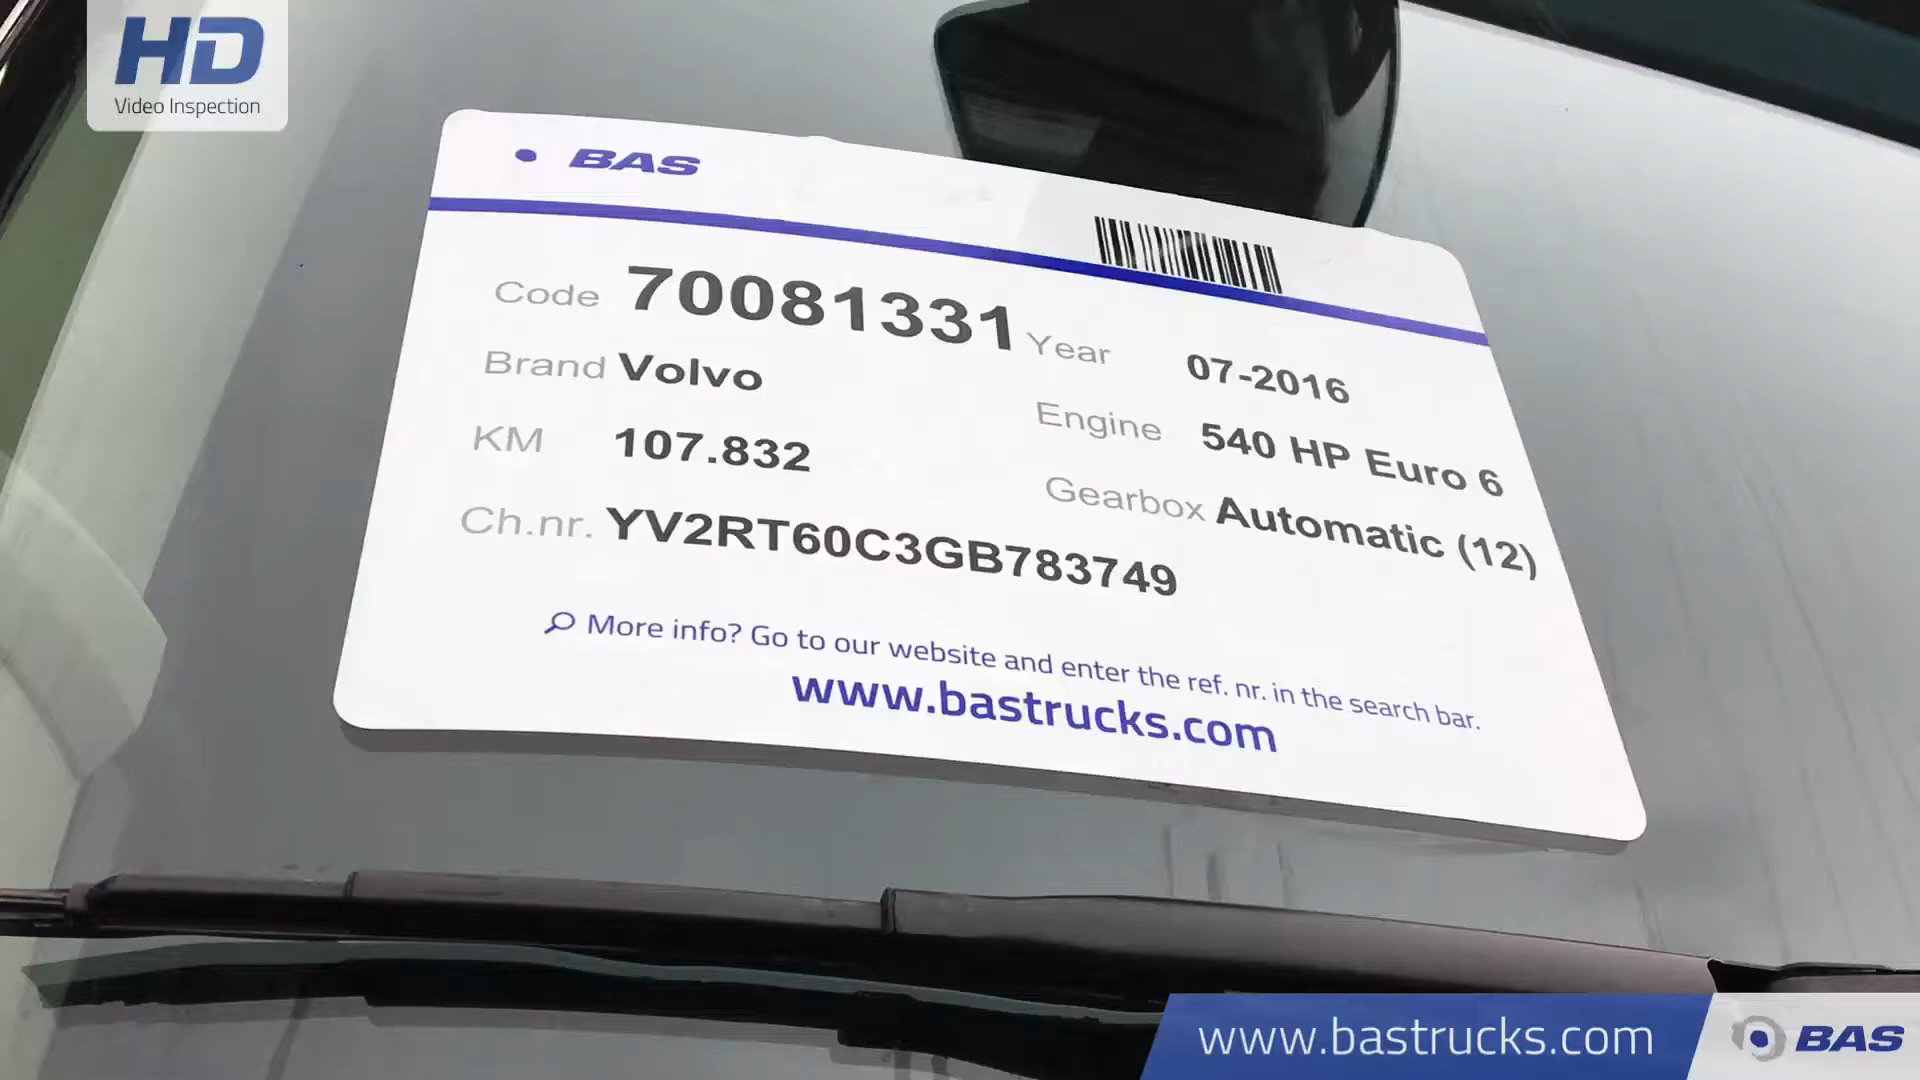 HD
Video Inspection
BAS
Code 70081331
Year 07-2016
Brand Volvo
Engine 540 HP Euro 6
KM 107.832
Gearbox Automatic (12)
Ch.nr. YV2RT60C3GB783749
More info? Go to our website and enter the ref. nr. in the search bar.
www.bastrucks.com
www.bastrucks.com
BAS